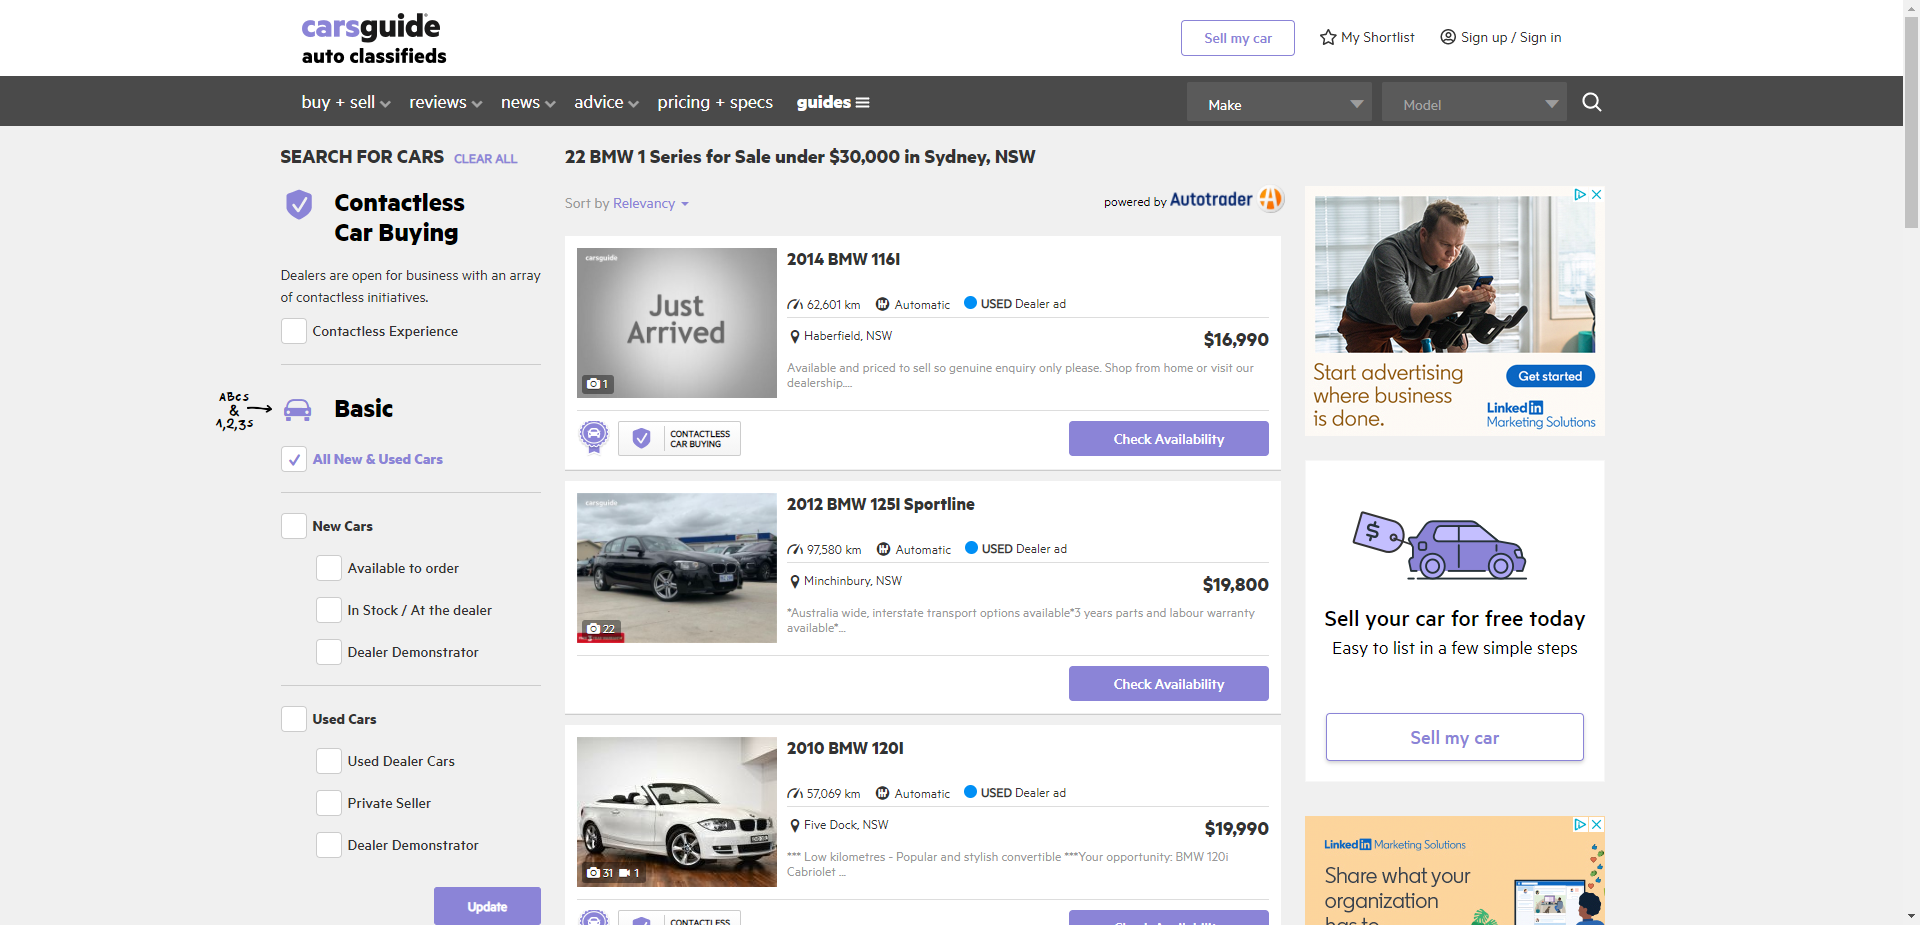 carsguide
auto classifieds
Sell my car
My Shortlist
Sign up / Sign in
buy + sell
reviews
news
advice
pricing + specs
guides
Make
Model
SEARCH FOR CARS CLEAR ALL
Contactless
Car Buying
Dealers are open for business with an array
of contactless initiatives.
Contactless Experience
ABCs
&
1,2,3s
Basic
All New & Used Cars
New Cars
Available to order
In Stock / At the dealer
Dealer Demonstrator
Used Cars
Used Dealer Cars
Private Seller
Dealer Demonstrator
Update
22 BMW 1 Series for Sale under $30,000 in Sydney, NSW
Sort by Relevancy
powered by Autotrader
carsguide
Just
Arrived
1
2014 BMW 116I
62,601 km Automatic USED Dealer ad
Haberfield, NSW
$16,990
Available and priced to sell so genuine enquiry only please. Shop from home or visit our
dealership....
CONTACTLESS
CAR BUYING
Check Availability
carsguide
22
2012 BMW 125I Sportline
97,580 km Automatic USED Dealer ad
Minchinbury, NSW
$19,800
*Australia wide, interstate transport options available*3 years parts and labour warranty
available*...
Check Availability
31 1
2010 BMW 120I
57,069 km Automatic USED Dealer ad
Five Dock, NSW
$19,990
*** Low kilometres - Popular and stylish convertible ***Your opportunity: BMW 120i
Cabriolet ...
CONTACTLESS
Check Availability
Start advertising
where business
is done.
Get started
Linked in
Marketing Solutions
$
Sell your car for free today
Easy to list in a few simple steps
Sell my car
Linked in Marketing Solutions
Share what your
organization
has to